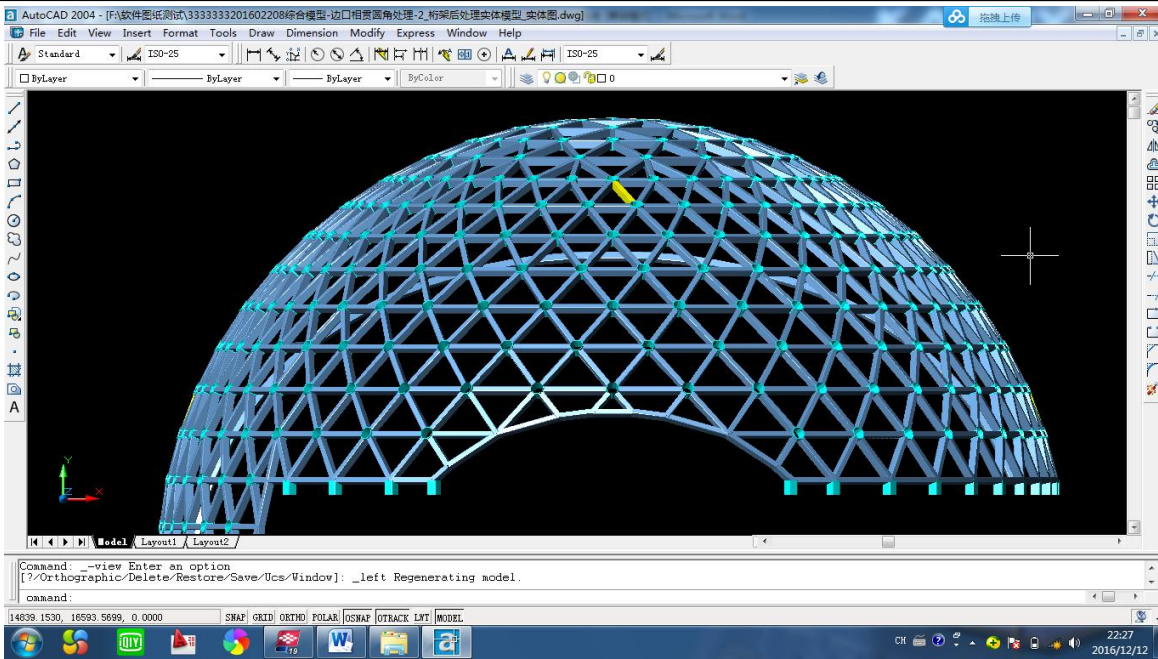 AutoCAD 2004 - [F:\软件图纸测试\3333333201602208综合模型-边口相贯圆角处理-2_桁架后处理实体模型_实体图.dwg]
拖拽上传
File Edit View Insert Format Tools Draw Dimension Modify Express Window Help
Standard ISO-25 ISO-25
ByLayer ByLayer ByLayer ByColor 0
A
Y
Z X
Model Layout1 Layout2
Command: _-view Enter an option
[?/Orthographic/Delete/Restore/Save/Ucs/Window]: _left Regenerating model.
ommand:
14839.1530, 16593.5699, 0.0000 SNAP GRID ORTHO POLAR OSNAP OTRACK LWT MODEL
QIY 18 19 W a CH 22:27
2016/12/12